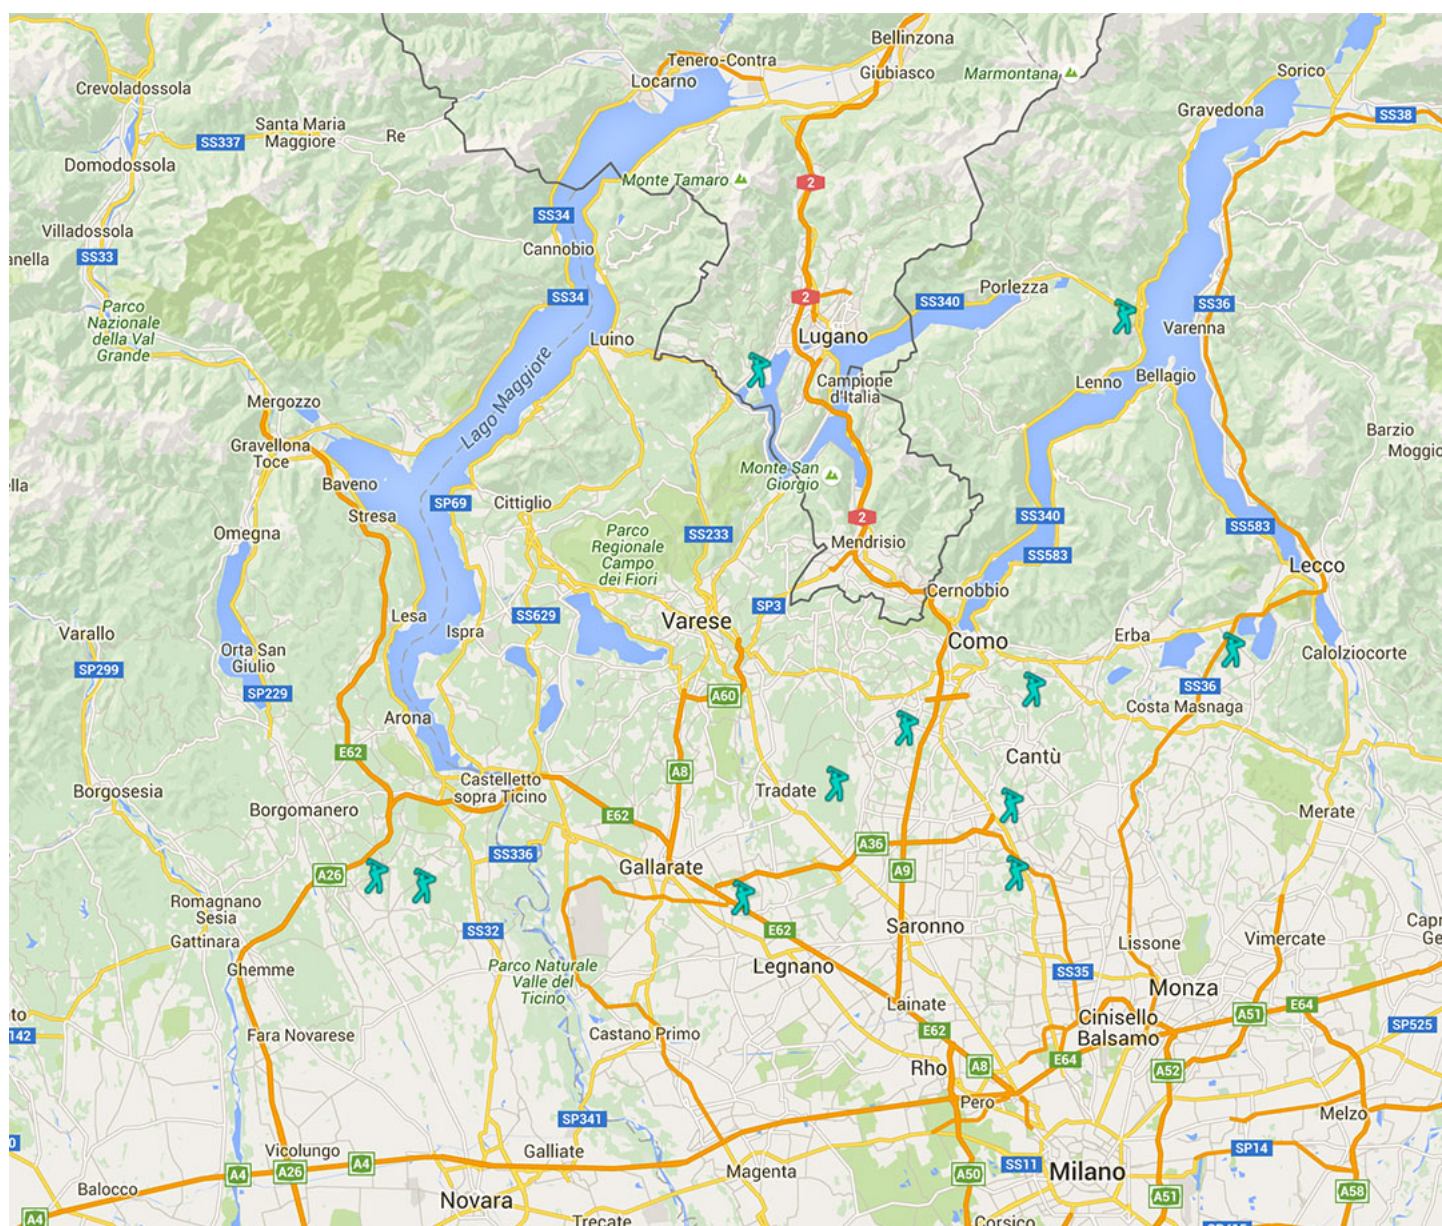 Bellinzona
Tenero-Contra
Giubiasco
Marmontana
Sorico
Locarno
Crevoladossola
Gravedona
SS38
Santa Maria
Maggiore
Re
SS337
Domodossola
Monte Tamaro
2
SS34
Villadossola
Cannobio
SS33
anella
Porlezza
SS34
2
SS340
SS36
Parco
Nazionale
della Val
Grande
Varenna
Luino
Lugano
Lago Maggiore
Campione
d'Italia
Lenno
Bellagio
Mergozzo
Barzio
Moggio
Gravellona
Toce
Monte San
Giorgio
lla
Baveno
SP69
Cittiglio
Stresa
2
SS340
SS583
Omegna
Parco
Regionale
Campo
dei Fiori
SS233
Mendrisio
SS583
Lecco
Cernobbio
SP3
Lesa
SS629
Varese
Varallo
Ispra
Como
Erba
Orta San
Giulio
Calolziocorte
SP299
SP229
SS36
A60
Costa Masnaga
Arona
E62
A8
Cantù
Castelletto
sopra Ticino
Tradate
Borgosesia
Borgomanero
Merate
E62
A36
SS336
Gallarate
A9
A26
Romagnano
Sesia
Saronno
Capr
Ge
SS32
E62
Gattinara
Lissone
Vimercate
Legnano
Ghemme
Parco Naturale
Valle del
Ticino
SS35
Monza
Lainate
A51
E64
nto
142
Fara Novarese
Castano Primo
E62
Cinisello
Balsamo
SP525
E64
Rho
A8
A52
Pero
SP341
Melzo
Vicolungo
Galliate
SP14
A4
A26
A4
Magenta
A50
SS11
Milano
Balocco
A51
A58
Novara
A4
Trecate
Corsico